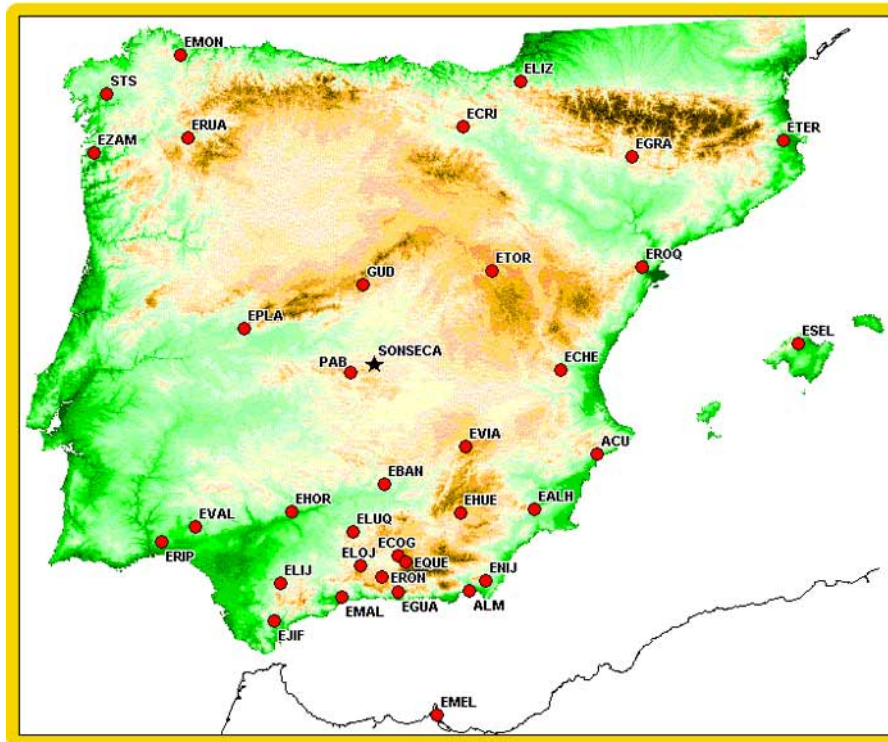 EMON
STS
ELIZ
ECRI
ERUA
EZAM
ETER
EGRA
EROQ
ETOR
GUD
EPLA
ESEL
SONSECA
PAB
ECHE
EVIA
ACU
EBAN
EHOR
EHUE
EALH
EVAL
ELUQ
ERIP
ECOG
ELOJ
EQUE
ELIJ
ERON
ENIJ
EMAL
EGUA
ALM
EJIF
EMEL